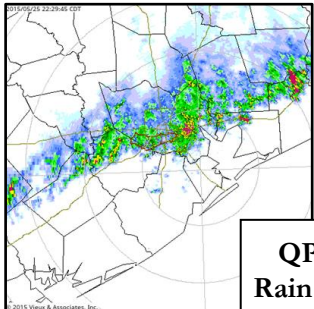 2015/05/25 22:29:45 CDT
QP
Rain
© 2015 Vieux & Associates, Inc.